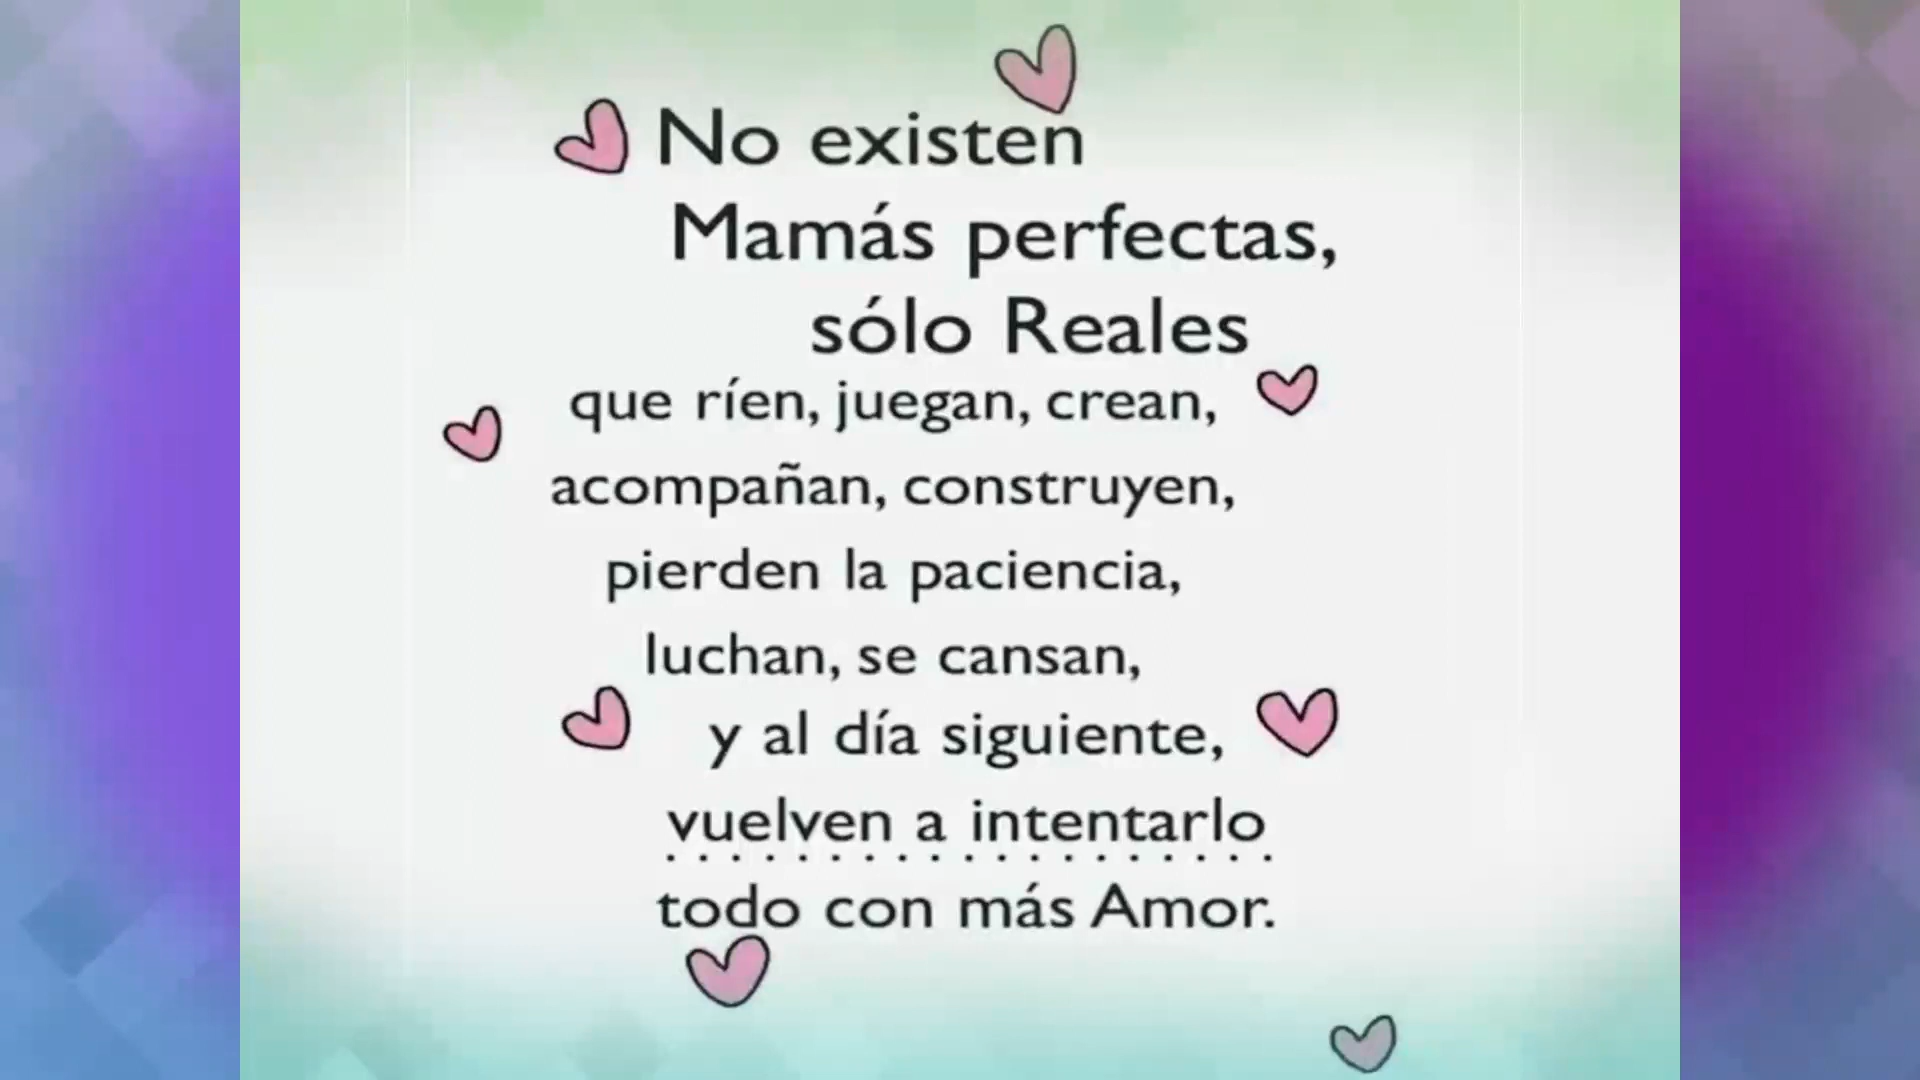 No existen
Mamás perfectas,
sólo Reales
que ríen, juegan, crean,
acompañan, construyen,
pierden la paciencia,
luchan, se cansan,
y al día siguiente,
vuelven a intentarlo
todo con más Amor.